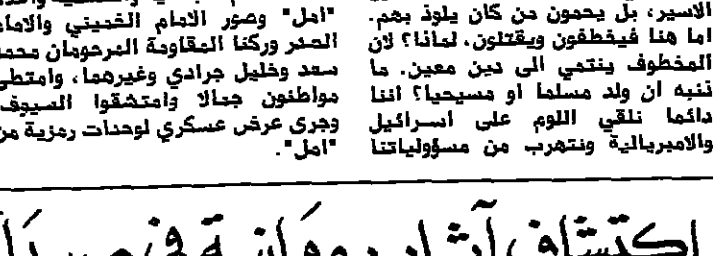 الاسير، بل يحمون من كان يلوذ بهم.
اما هنا فيخطفون ويقتلون. لماذا؟ لان
المخطوف ينتمي الى دين معين. ما
ذنبه ان ولد مسلما او مسيحيا؟ اننا
دائما نلقي اللوم على اسرائيل
والامبريالية ونتهرب من مسؤولياتنا
"امل" وصور الامام الخميني والامام
الصدر وركنا المقاومة المرحومان محمد
سعد وخليل جرادي وغيرهما، وامتطى
مواطنون جمالا وامتشقوا السيوف.
وجرى عرض عسكري لوحدات رمزية من
"امل".
اكتشاف آثار رومانية في صيدا